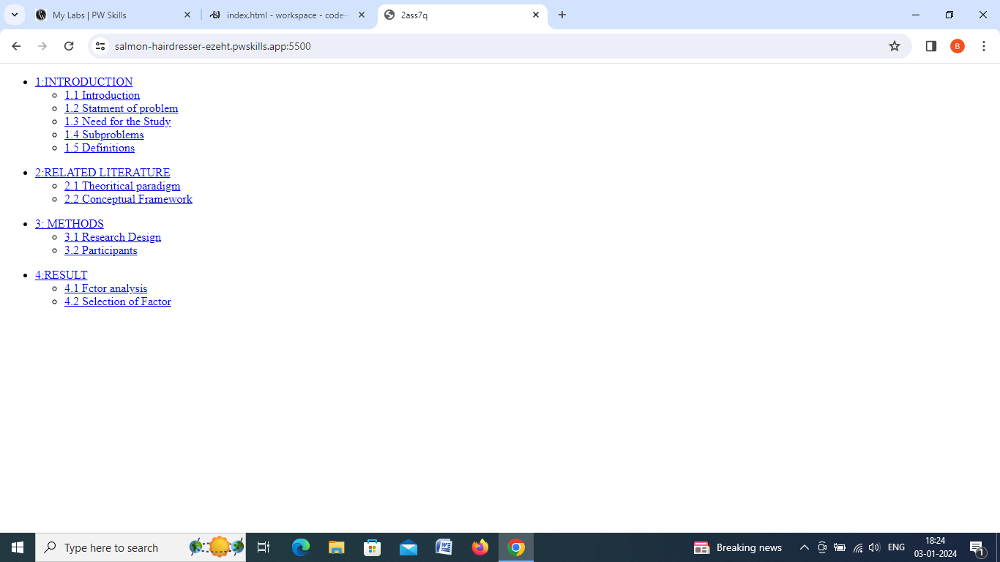 My Labs | PW Skills
index.html - workspace - code-
2ass7q
salmon-hairdresser-ezeht.pwskills.app:5500
B
1:INTRODUCTION
1.1 Introduction
1.2 Statment of problem
1.3 Need for the Study
1.4 Subproblems
1.5 Definitions
2:RELATED LITERATURE
2.1 Theoritical paradigm
2.2 Conceptual Framework
3: METHODS
3.1 Research Design
3.2 Participants
4:RESULT
4.1 Fctor analysis
4.2 Selection of Factor
Type here to search
Breaking news
ENG
18:24
03-01-2024
1